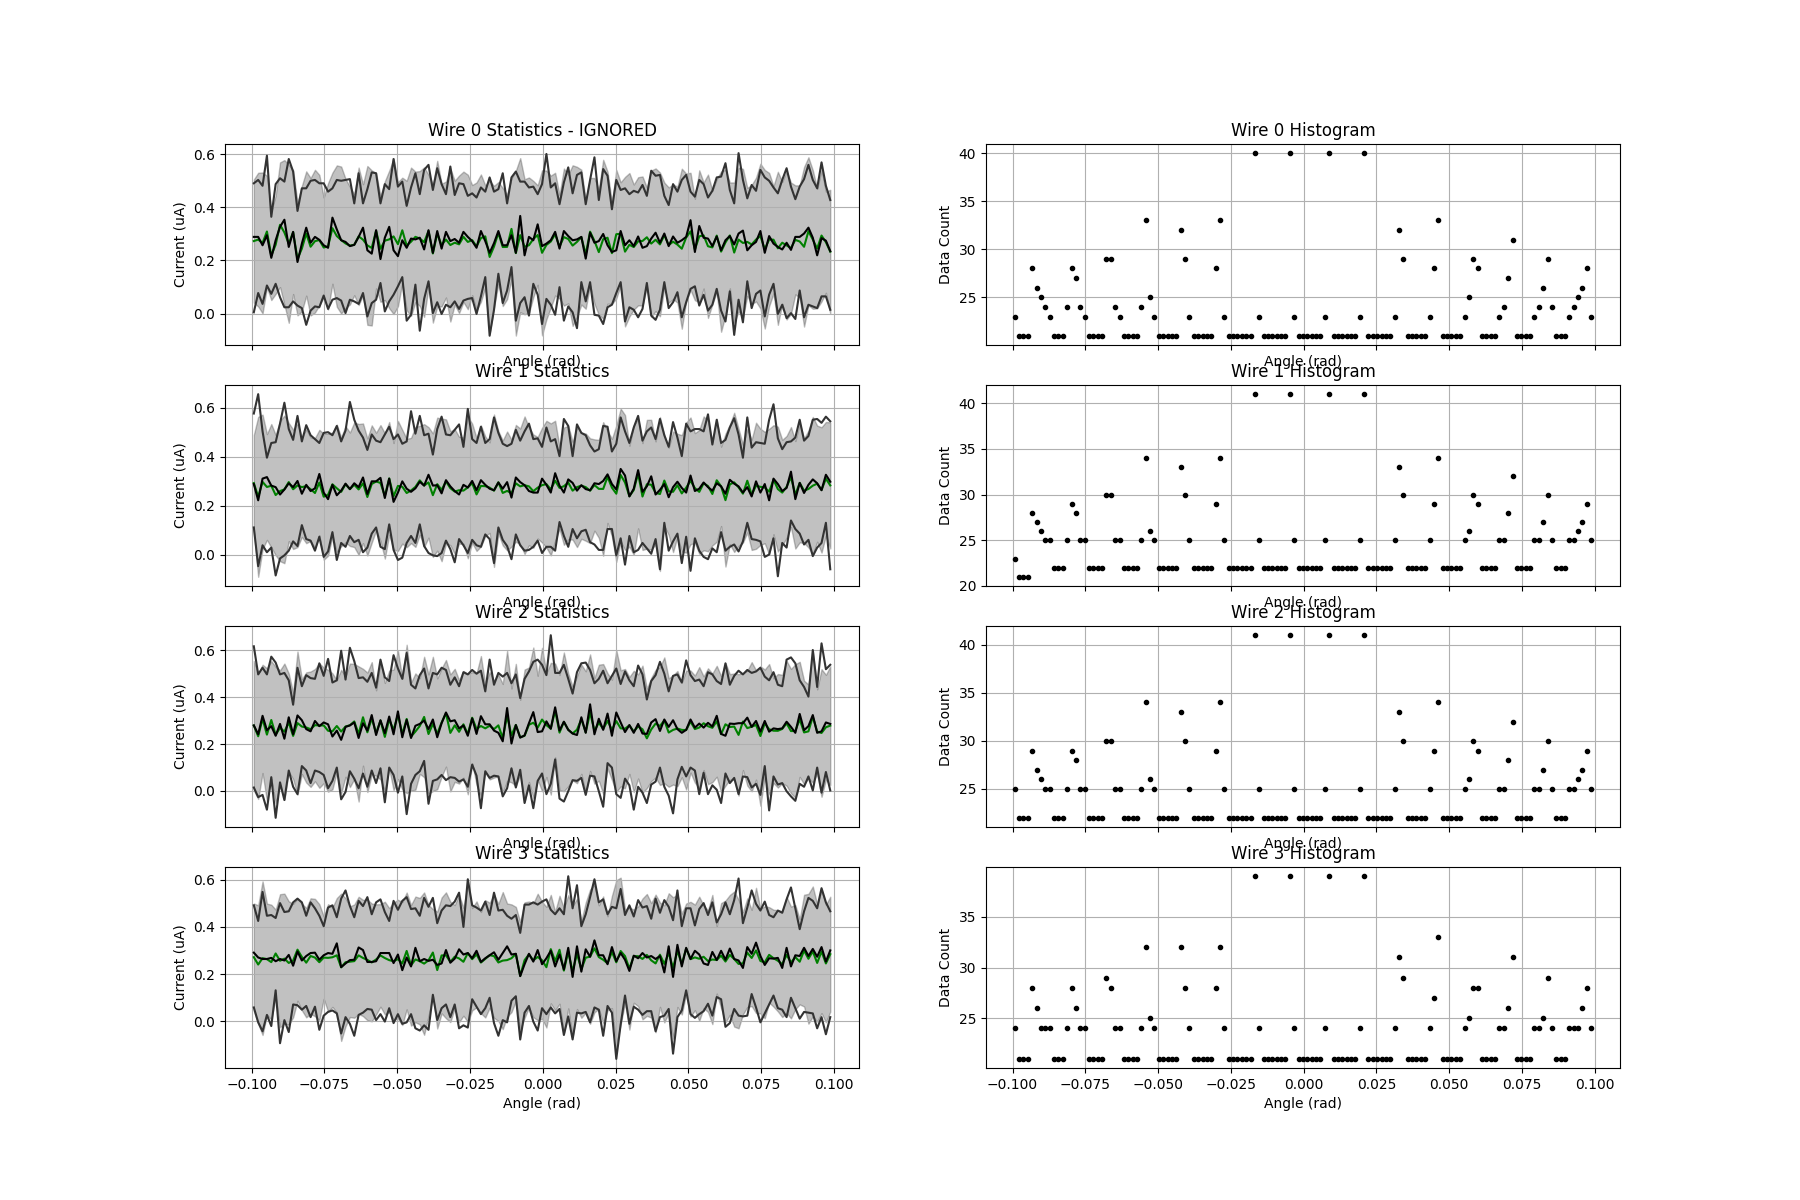 Wire 0 Statistics - IGNORED
Current (uA)
0.6
0.4
0.2
0.0
Angle (rad)
Wire 0 Histogram
Data Count
40
35
30
25
Angle (rad)
Wire 1 Statistics
Current (uA)
0.6
0.4
0.2
0.0
Angle (rad)
Wire 1 Histogram
Data Count
40
35
30
25
20
Angle (rad)
Wire 2 Statistics
Current (uA)
0.6
0.4
0.2
0.0
Angle (rad)
Wire 2 Histogram
Data Count
40
35
30
25
Angle (rad)
Wire 3 Statistics
Current (uA)
0.6
0.4
0.2
0.0
−0.100 −0.075 −0.050 −0.025 0.000 0.025 0.050 0.075 0.100
Angle (rad)
Wire 3 Histogram
Data Count
35
30
25
−0.100 −0.075 −0.050 −0.025 0.000 0.025 0.050 0.075 0.100
Angle (rad)